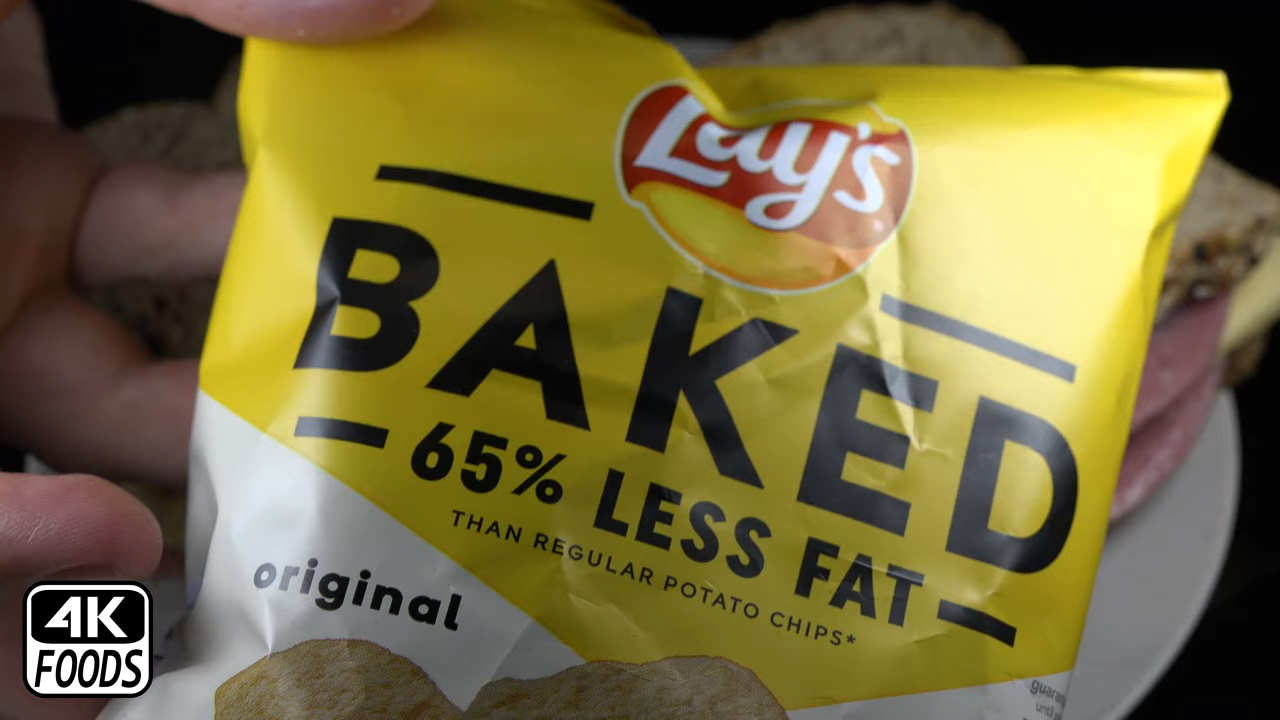 Lay's
BAKED
65% LESS FAT
THAN REGULAR POTATO CHIPS*
original
4K
FOODS